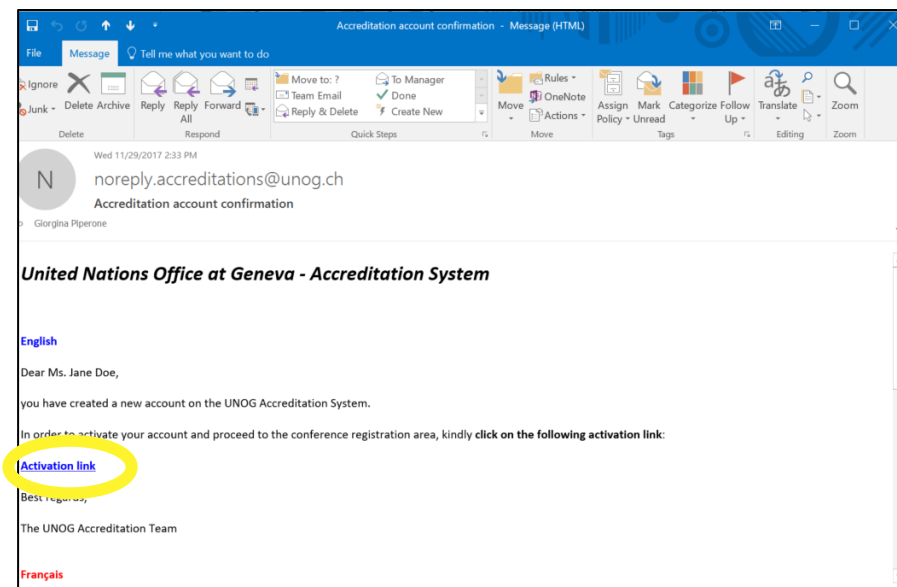 Accreditation account confirmation - Message (HTML)
File Message Tell me what you want to do
Ignore
Junk
Delete Archive
Reply Reply All Forward
Move to: ? To Manager
Team Email Done
Reply & Delete Create New
Move
Rules
OneNote
Actions
Assign Policy Mark Unread Categorize Follow Up
Translate
Zoom
Delete Respond Quick Steps Move Tags Editing Zoom
Wed 11/29/2017 2:33 PM
N
noreply.accreditations@unog.ch
Accreditation account confirmation
Giorgina Piperone
United Nations Office at Geneva - Accreditation System
English
Dear Ms. Jane Doe,
you have created a new account on the UNOG Accreditation System.
In order to activate your account and proceed to the conference registration area, kindly click on the following activation link:
Activation link
Best regards,
The UNOG Accreditation Team
Français